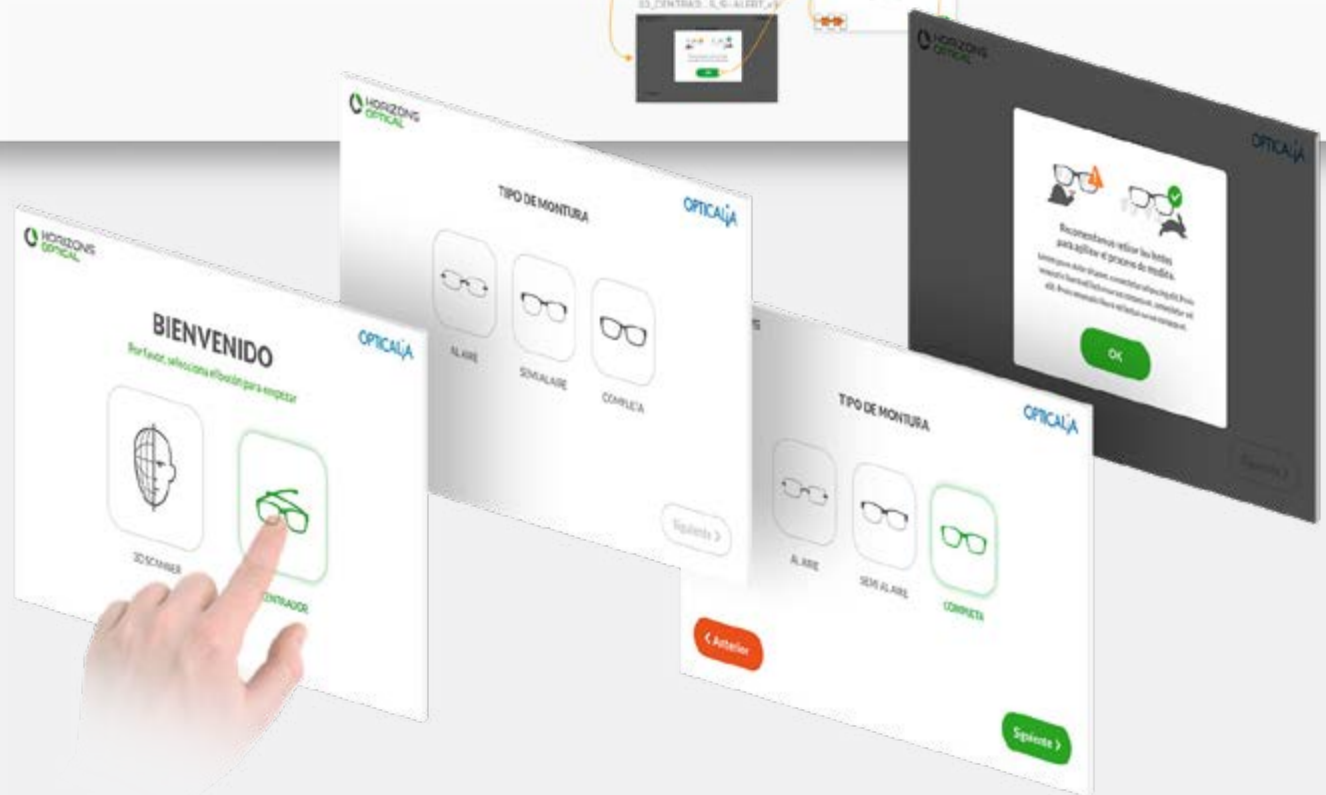 HORIZONS
OPTICAL
OPTICALIA
BIENVENIDO
Por favor, selecciona el botón para empezar
3D SCANNER
CENTRADOR
HORIZONS
OPTICAL
OPTICALIA
TIPO DE MONTURA
AL AIRE
SEMI AL AIRE
COMPLETA
Siguiente >
OPTICALIA
TIPO DE MONTURA
AL AIRE
SEMI AL AIRE
COMPLETA
< Anterior
Siguiente >
HORIZONS
OPTICAL
OPTICALIA
Recomendamos retirar las lentes
para agilizar el proceso de medida.
OK
Siguiente >